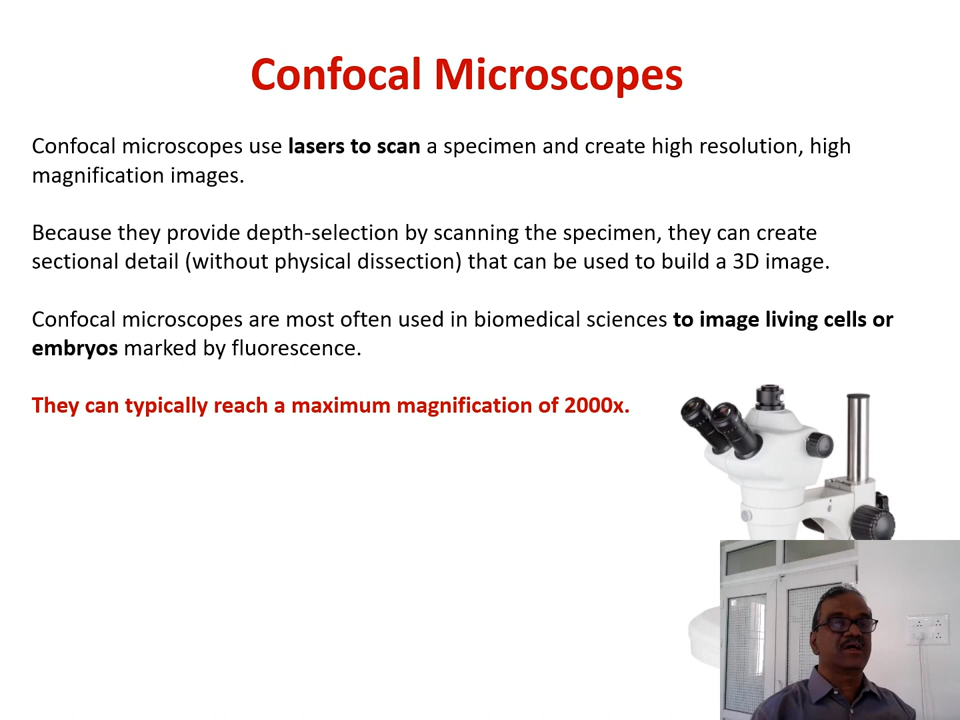 Confocal Microscopes
Confocal microscopes use lasers to scan a specimen and create high resolution, high
magnification images.
Because they provide depth-selection by scanning the specimen, they can create
sectional detail (without physical dissection) that can be used to build a 3D image.
Confocal microscopes are most often used in biomedical sciences to image living cells or
embryos marked by fluorescence.
They can typically reach a maximum magnification of 2000x.